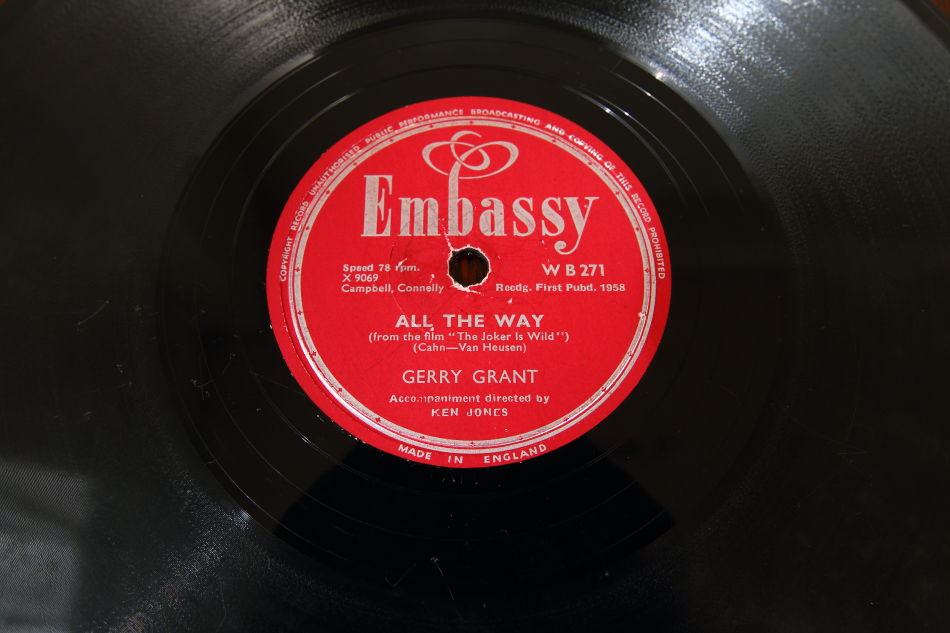 COPYRIGHT RECORD UNAUTHORISED PUBLIC PERFORMANCE BROADCASTING AND COPYING OF THIS RECORD PROHIBITED
Embassy
Speed 78 rpm. W B 271
X 9069
Campbell, Connelly Recdg. First Pubd. 1958
ALL THE WAY
(from the film "The Joker Is Wild")
(Cahn—Van Heusen)
GERRY GRANT
Accompaniment directed by
KEN JONES
MADE IN ENGLAND